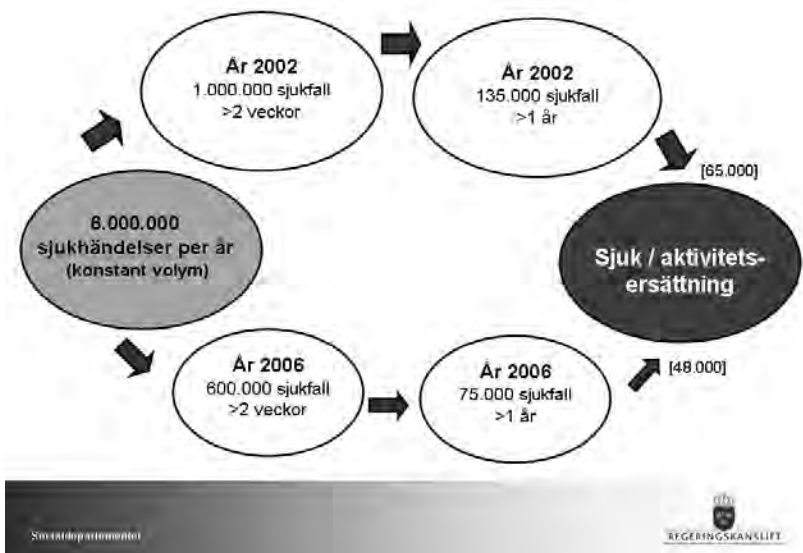 År 2002
1.000.000 sjukfall
>2 veckor
År 2002
135.000 sjukfall
>1 år
[65.000]
6.000.000
sjukhändelser per år
(konstant volym)
Sjuk / aktivitets-
ersättning
År 2006
600.000 sjukfall
>2 veckor
År 2006
75.000 sjukfall
>1 år
[48.000]
Socialdepartementet
REGERINGSKANSLIET